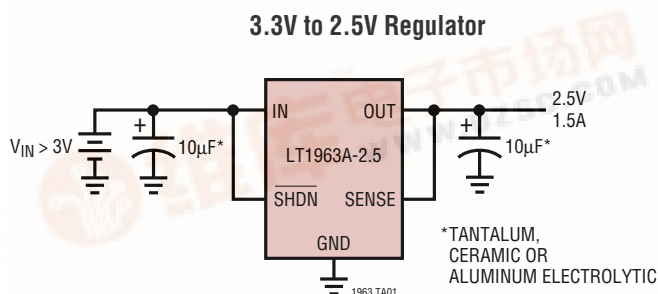 3.3V to 2.5V Regulator
IN
OUT
2.5V
1.5A
+
10µF*
VIN > 3V
LT1963A-2.5
+
10µF*
SHDN
SENSE
GND
*TANTALUM,
CERAMIC OR
ALUMINUM ELECTROLYTIC
1963 TA01